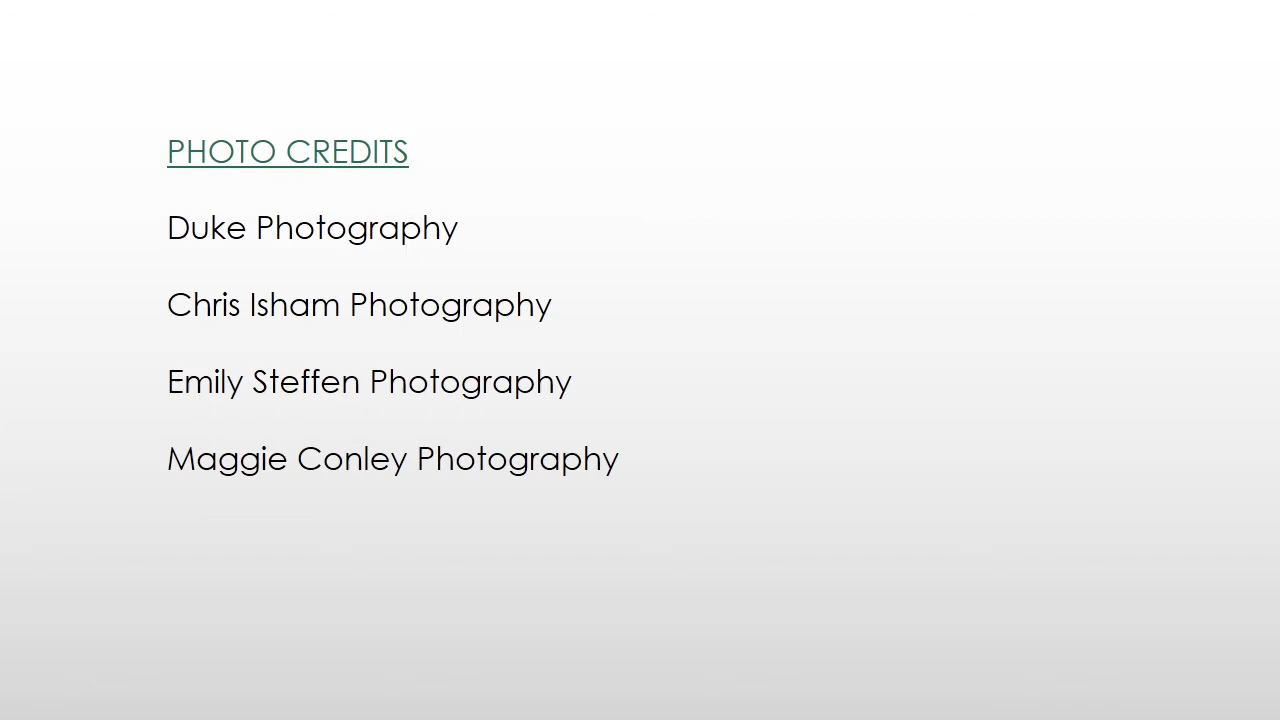 PHOTO CREDITS
Duke Photography
Chris Isham Photography
Emily Steffen Photography
Maggie Conley Photography